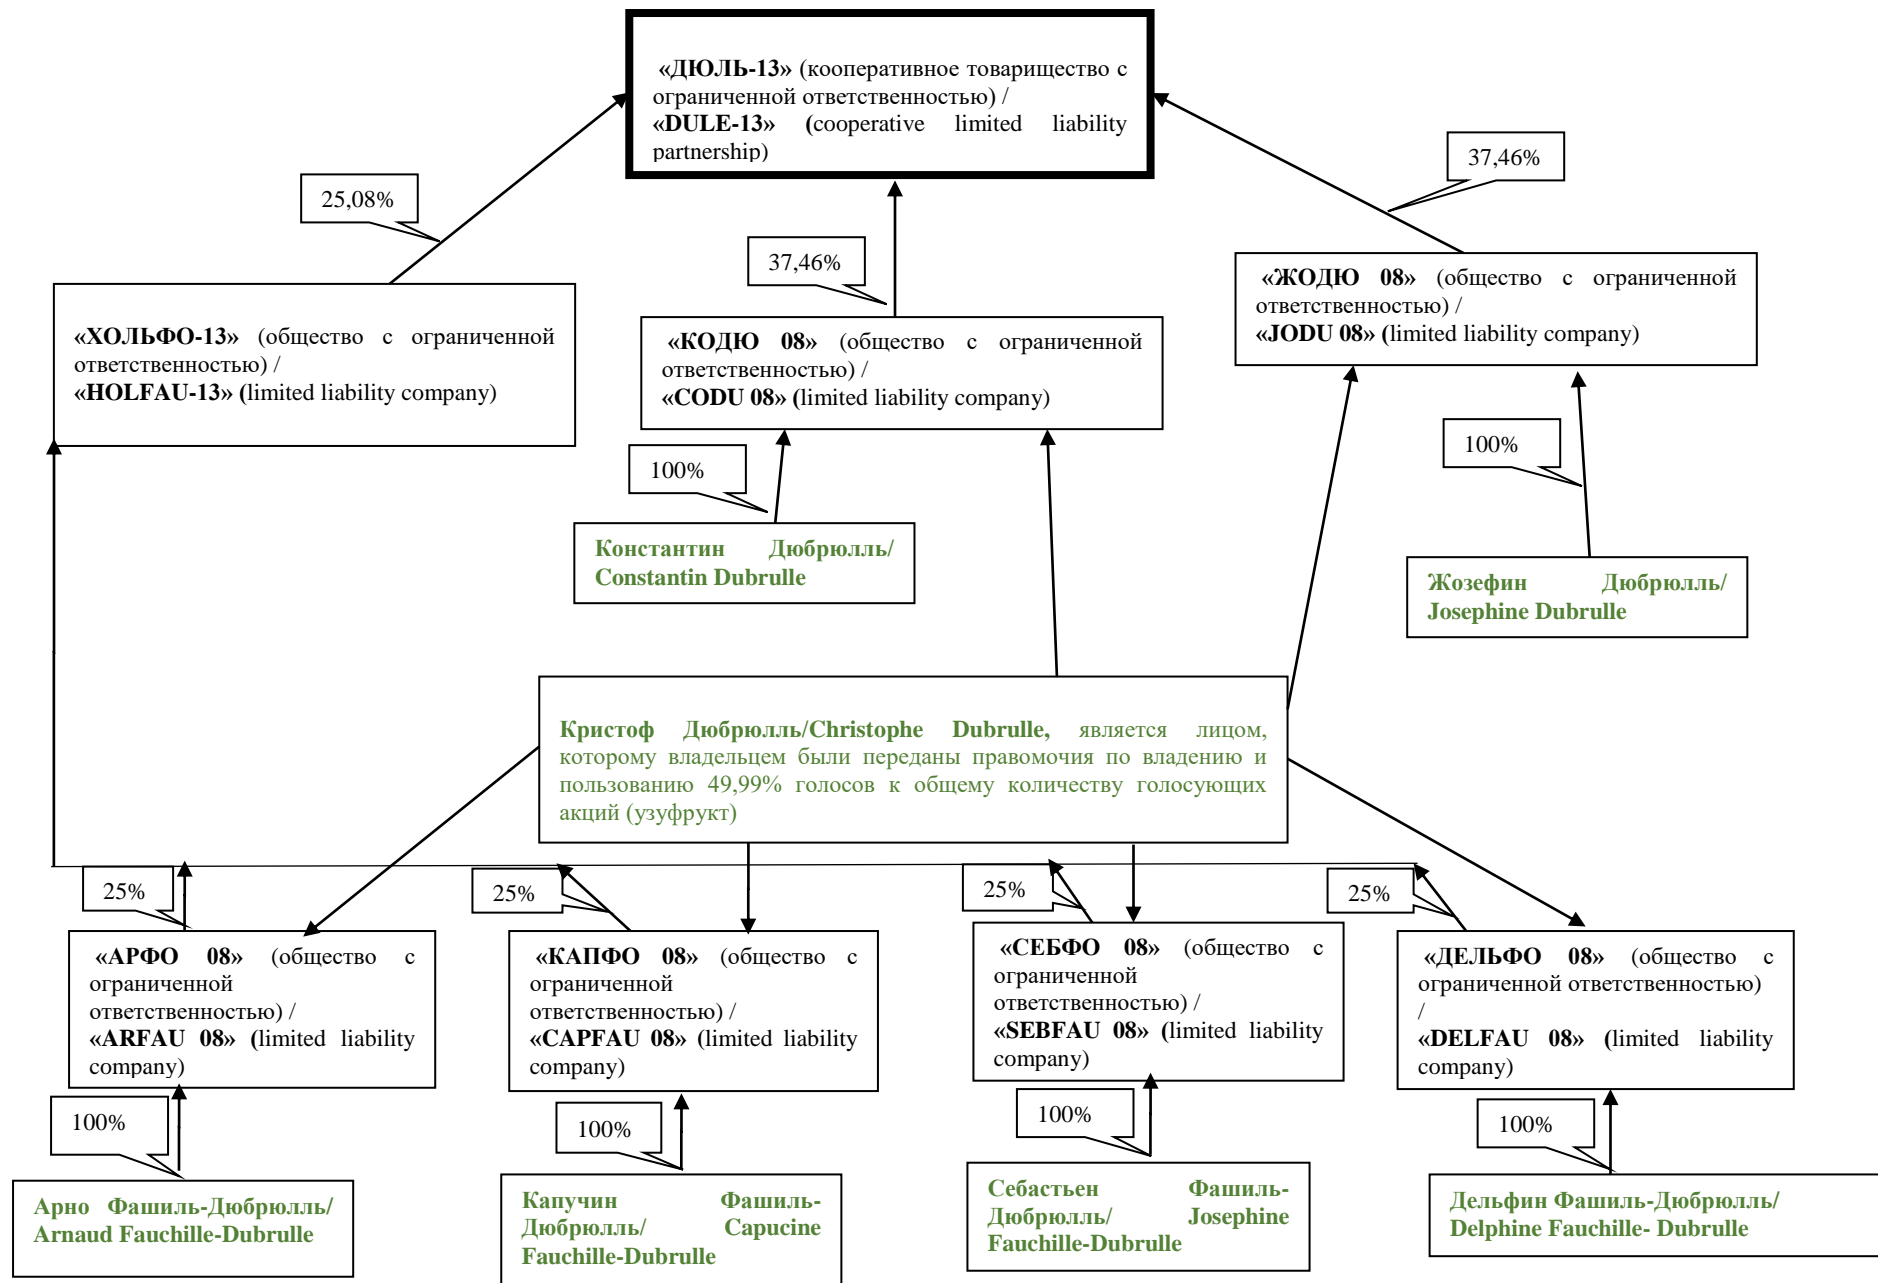 «ДЮЛЬ-13» (кооперативное товарищество с
ограниченной ответственностью) /
«DULE-13» (cooperative limited liability
partnership)
25,08%
37,46%
37,46%
«ХОЛЬФО-13» (общество с ограниченной
ответственностью) /
«HOLFAU-13» (limited liability company)
«КОДЮ 08» (общество с ограниченной
ответственностью) /
«CODU 08» (limited liability company)
«ЖОДЮ 08» (общество с ограниченной
ответственностью) /
«JODU 08» (limited liability company)
100%
100%
Константин Дюбрюлль/
Constantin Dubrulle
Жозефин Дюбрюлль/
Josephine Dubrulle
Кристоф Дюбрюлль/Christophe Dubrulle, является лицом,
которому владельцем были переданы правомочия по владению и
пользованию 49,99% голосов к общему количеству голосующих
акций (узуфрукт)
25%
25%
25%
25%
«АРФО 08» (общество с
ограниченной
ответственностью) /
«ARFAU 08» (limited liability
company)
«КАПФО 08» (общество с
ограниченной
ответственностью) /
«CAPFAU 08» (limited liability
company)
«СЕБФО 08» (общество с
ограниченной
ответственностью) /
«SEBFAU 08» (limited liability
company)
«ДЕЛЬФО 08» (общество с
ограниченной ответственностью)
/
«DELFAU 08» (limited liability
company)
100%
100%
100%
100%
Арно Фашиль-Дюбрюлль/
Arnaud Fauchille-Dubrulle
Капучин Фашиль-
Дюбрюлль/ Capucine
Fauchille-Dubrulle
Себастьен Фашиль-
Дюбрюлль/ Josephine
Fauchille-Dubrulle
Дельфин Фашиль-Дюбрюлль/
Delphine Fauchille- Dubrulle